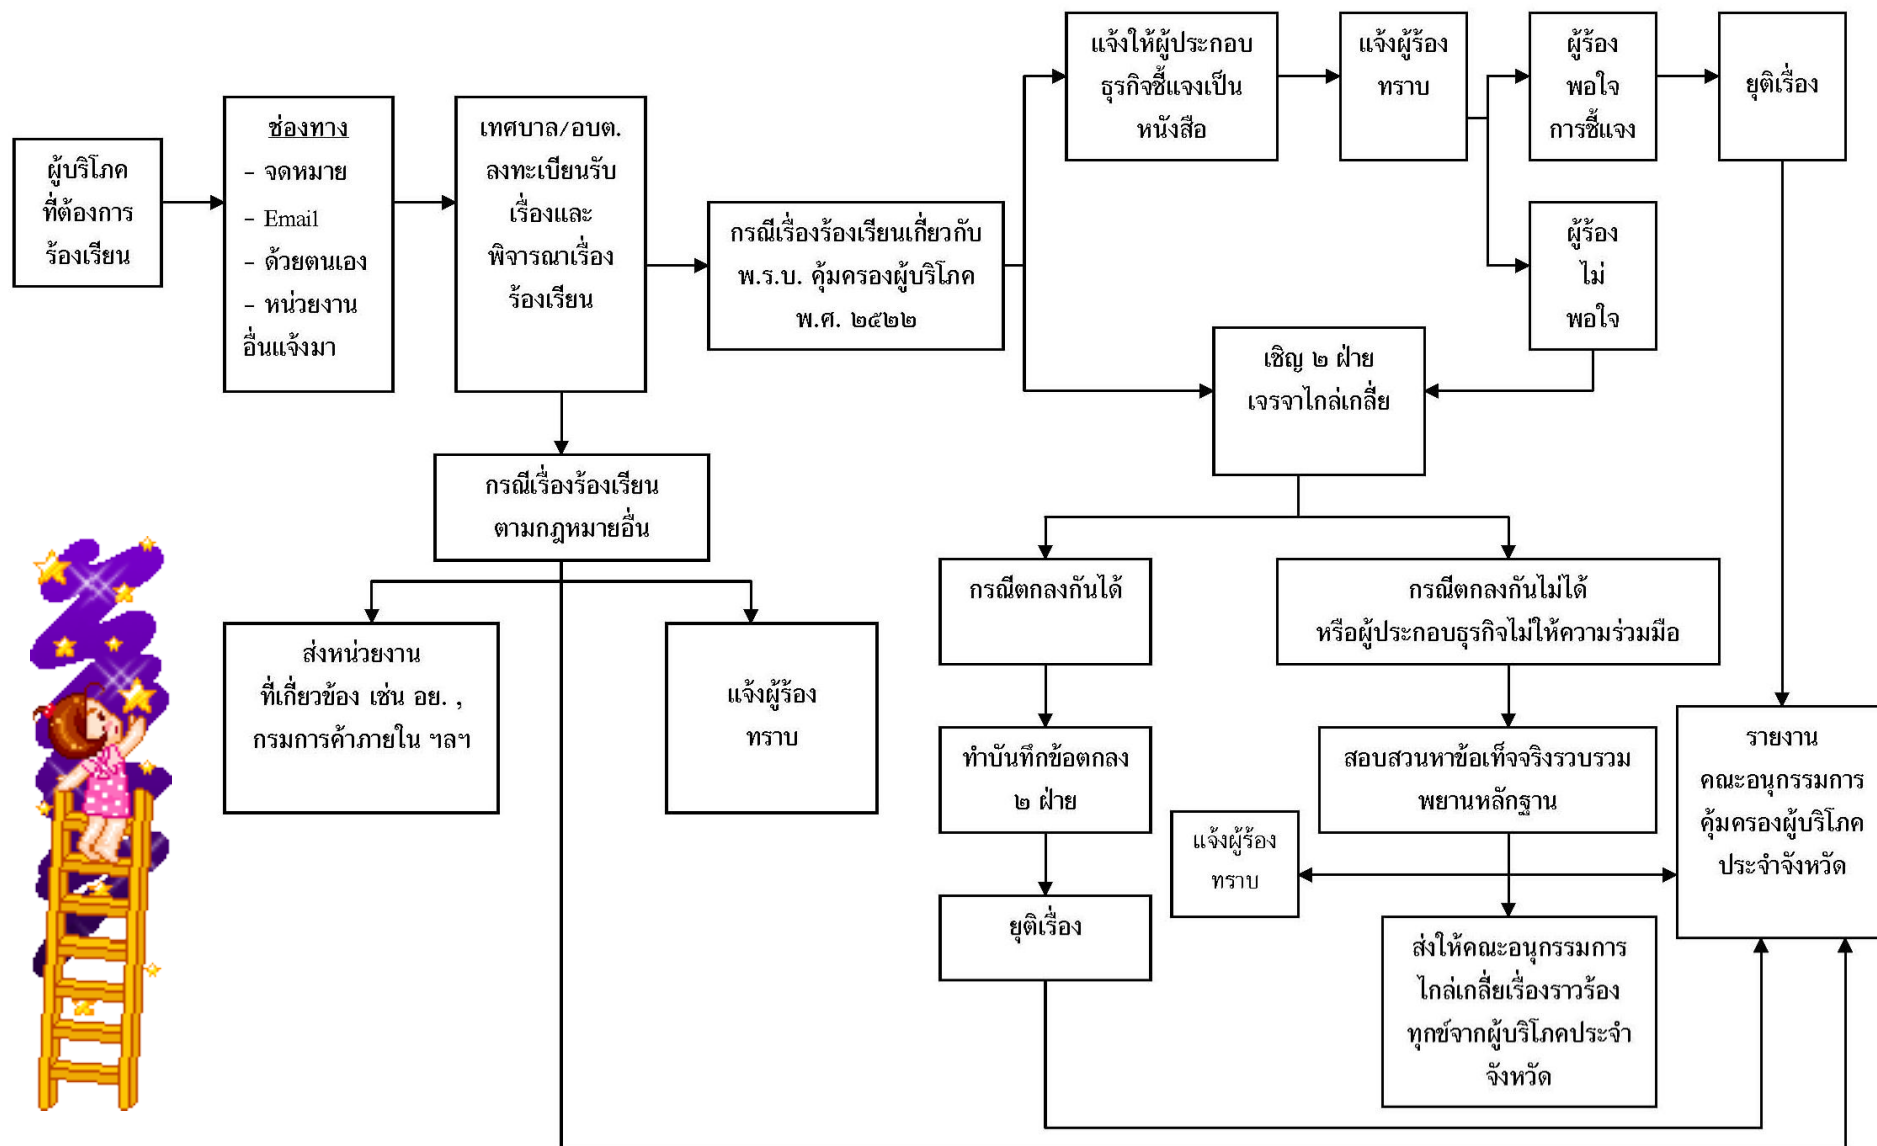 ผู้บริโภค
ที่ต้องการ
ร้องเรียน
ช่องทาง
- จดหมาย
- Email
- ด้วยตนเอง
- หน่วยงาน
อื่นแจ้งมา
เทศบาล/อบต.
ลงทะเบียนรับ
เรื่องและ
พิจารณาเรื่อง
ร้องเรียน
กรณีเรื่องร้องเรียนเกี่ยวกับ
พ.ร.บ. คุ้มครองผู้บริโภค
พ.ศ. ๒๕๒๒
แจ้งให้ผู้ประกอบ
ธุรกิจชี้แจงเป็น
หนังสือ
แจ้งผู้ร้อง
ทราบ
ผู้ร้อง
พอใจ
การชี้แจง
ยุติเรื่อง
ผู้ร้อง
ไม่
พอใจ
เชิญ ๒ ฝ่าย
เจรจาไกล่เกลี่ย
กรณีเรื่องร้องเรียน
ตามกฎหมายอื่น
ส่งหน่วยงาน
ที่เกี่ยวข้อง เช่น อย. ,
กรมการค้าภายใน ฯลฯ
แจ้งผู้ร้อง
ทราบ
กรณีตกลงกันได้
กรณีตกลงกันไม่ได้
หรือผู้ประกอบธุรกิจไม่ให้ความร่วมมือ
ทำบันทึกข้อตกลง
๒ ฝ่าย
สอบสวนหาข้อเท็จจริงรวบรวม
พยานหลักฐาน
รายงาน
คณะอนุกรรมการ
คุ้มครองผู้บริโภค
ประจำจังหวัด
แจ้งผู้ร้อง
ทราบ
ยุติเรื่อง
ส่งให้คณะอนุกรรมการ
ไกล่เกลี่ยเรื่องราวร้อง
ทุกข์จากผู้บริโภคประจำ
จังหวัด